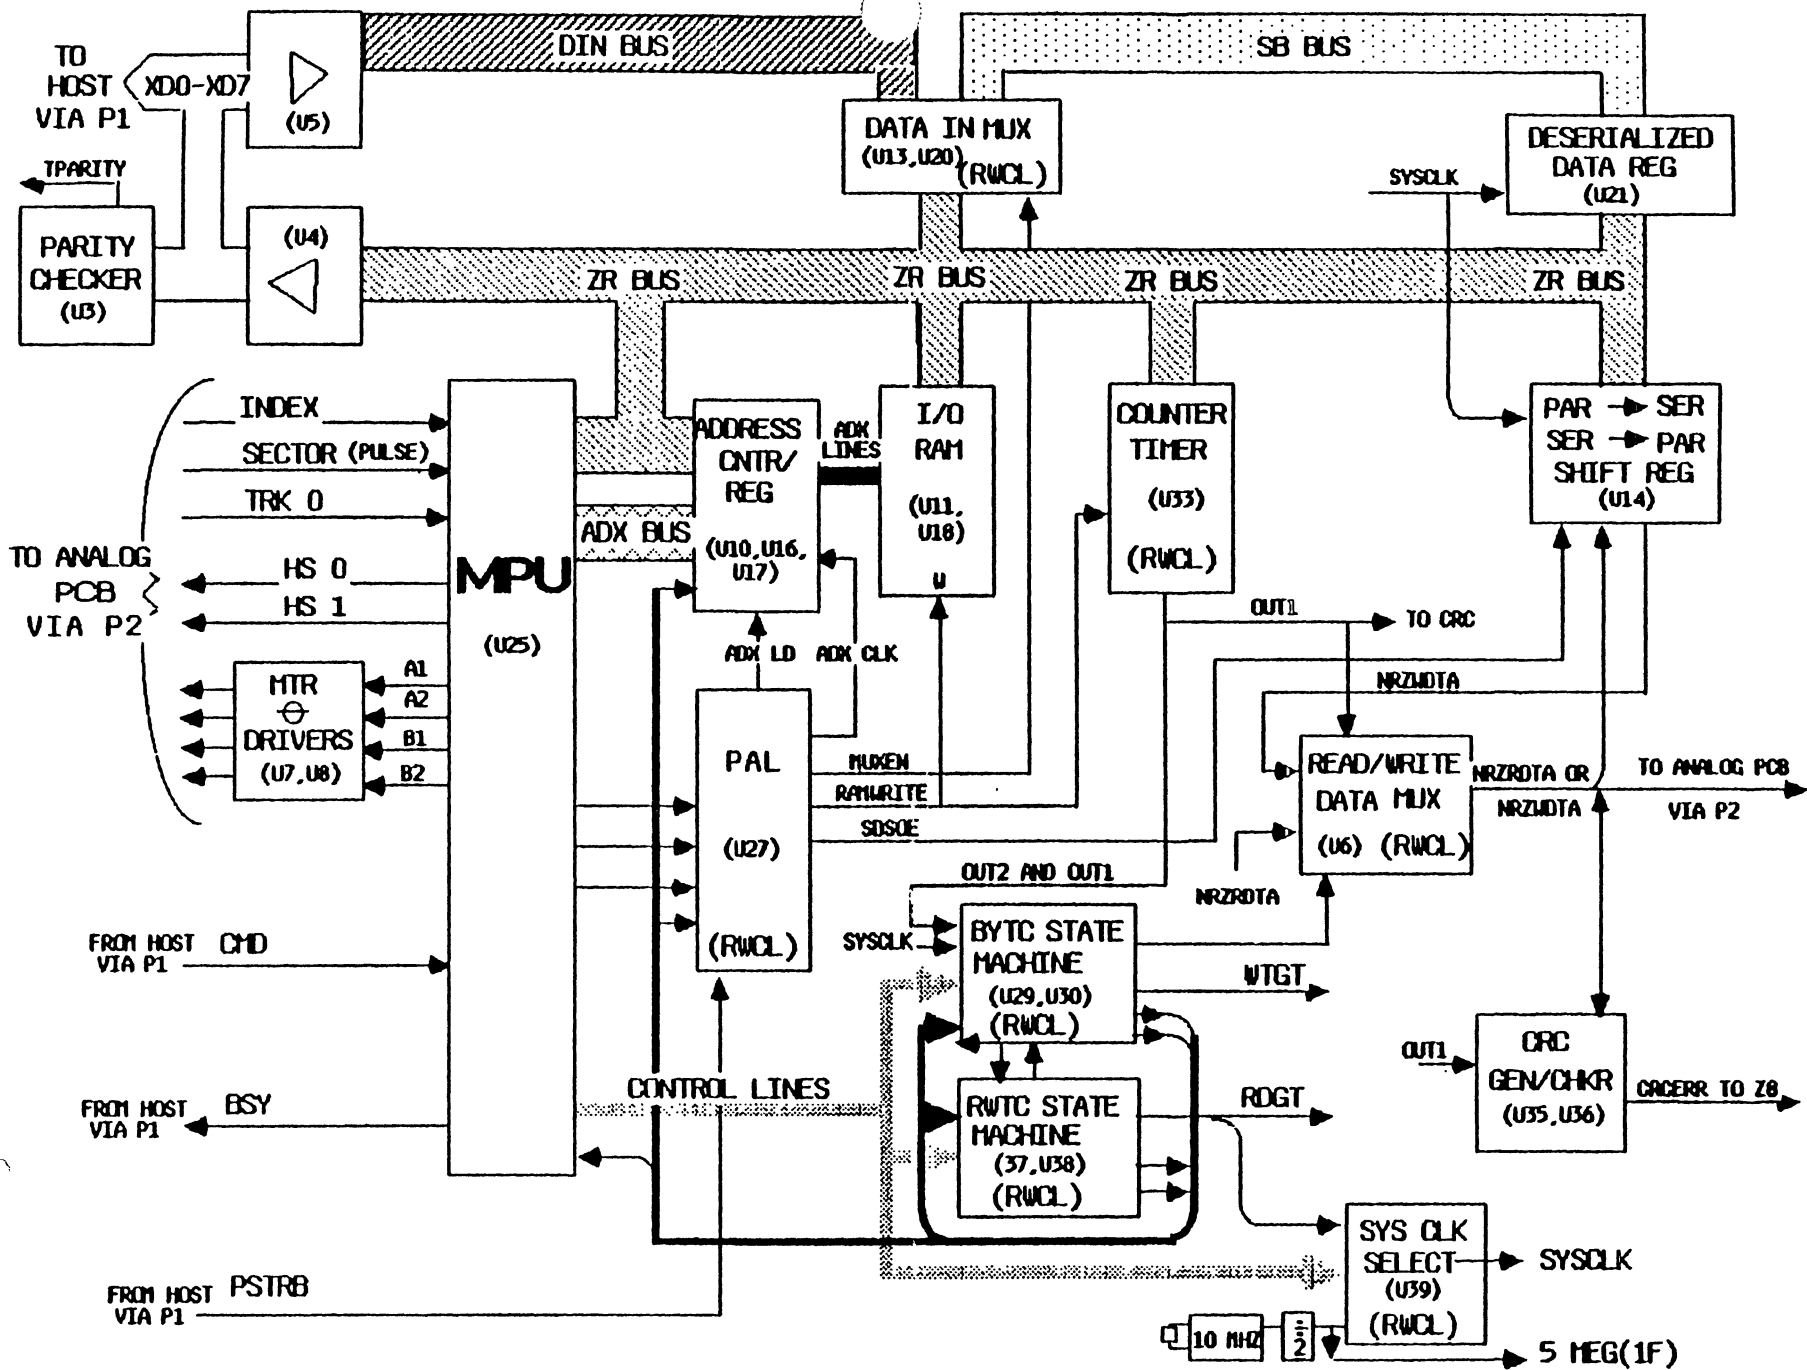 DIN BUS
SB BUS
TO
HOST
VIA P1
XD0-XD7
(U5)
DATA IN MUX
(U13,U20)
(RWCL)
DESERIALIZED
DATA REG
(U21)
SYSCLK
TPARITY
PARITY
CHECKER
(U3)
(U4)
ZR BUS
ZR BUS
ZR BUS
ZR BUS
INDEX
SECTOR (PULSE)
TRK 0
TO ANALOG
PCB
VIA P2
HS 0
HS 1
MTR
DRIVERS
(U7,U8)
A1
A2
B1
B2
MPU
(U25)
ADX BUS
ADDRESS
CNTR/
REG
(U10,U16,
U17)
ADX
LINES
I/O
RAM
(U11,
U18)
W
COUNTER
TIMER
(U33)
(RWCL)
PAR SER
SER PAR
SHIFT REG
(U14)
ADX LD
ADX CLK
OUT1
TO CRC
NRZWDTA
PAL
(U27)
(RWCL)
MUXEN
RAMWRITE
SDSOE
READ/WRITE
DATA MUX
(U6) (RWCL)
NRZRDTA OR
NRZWDTA
TO ANALOG PCB
VIA P2
NRZRDTA
OUT2 AND OUT1
SYSCLK
BYTC STATE
MACHINE
(U29,U30)
(RWCL)
WTGT
FROM HOST
VIA P1
CMD
FROM HOST
VIA P1
BSY
CONTROL LINES
RWTC STATE
MACHINE
(37,U38)
(RWCL)
RDGT
OUT1
CRC
GEN/CHKR
(U35,U36)
CRCERR TO Z8
FROM HOST
VIA P1
PSTRB
SYS CLK
SELECT
(U39)
(RWCL)
SYSCLK
10 MHZ
÷
2
5 MEG(1F)